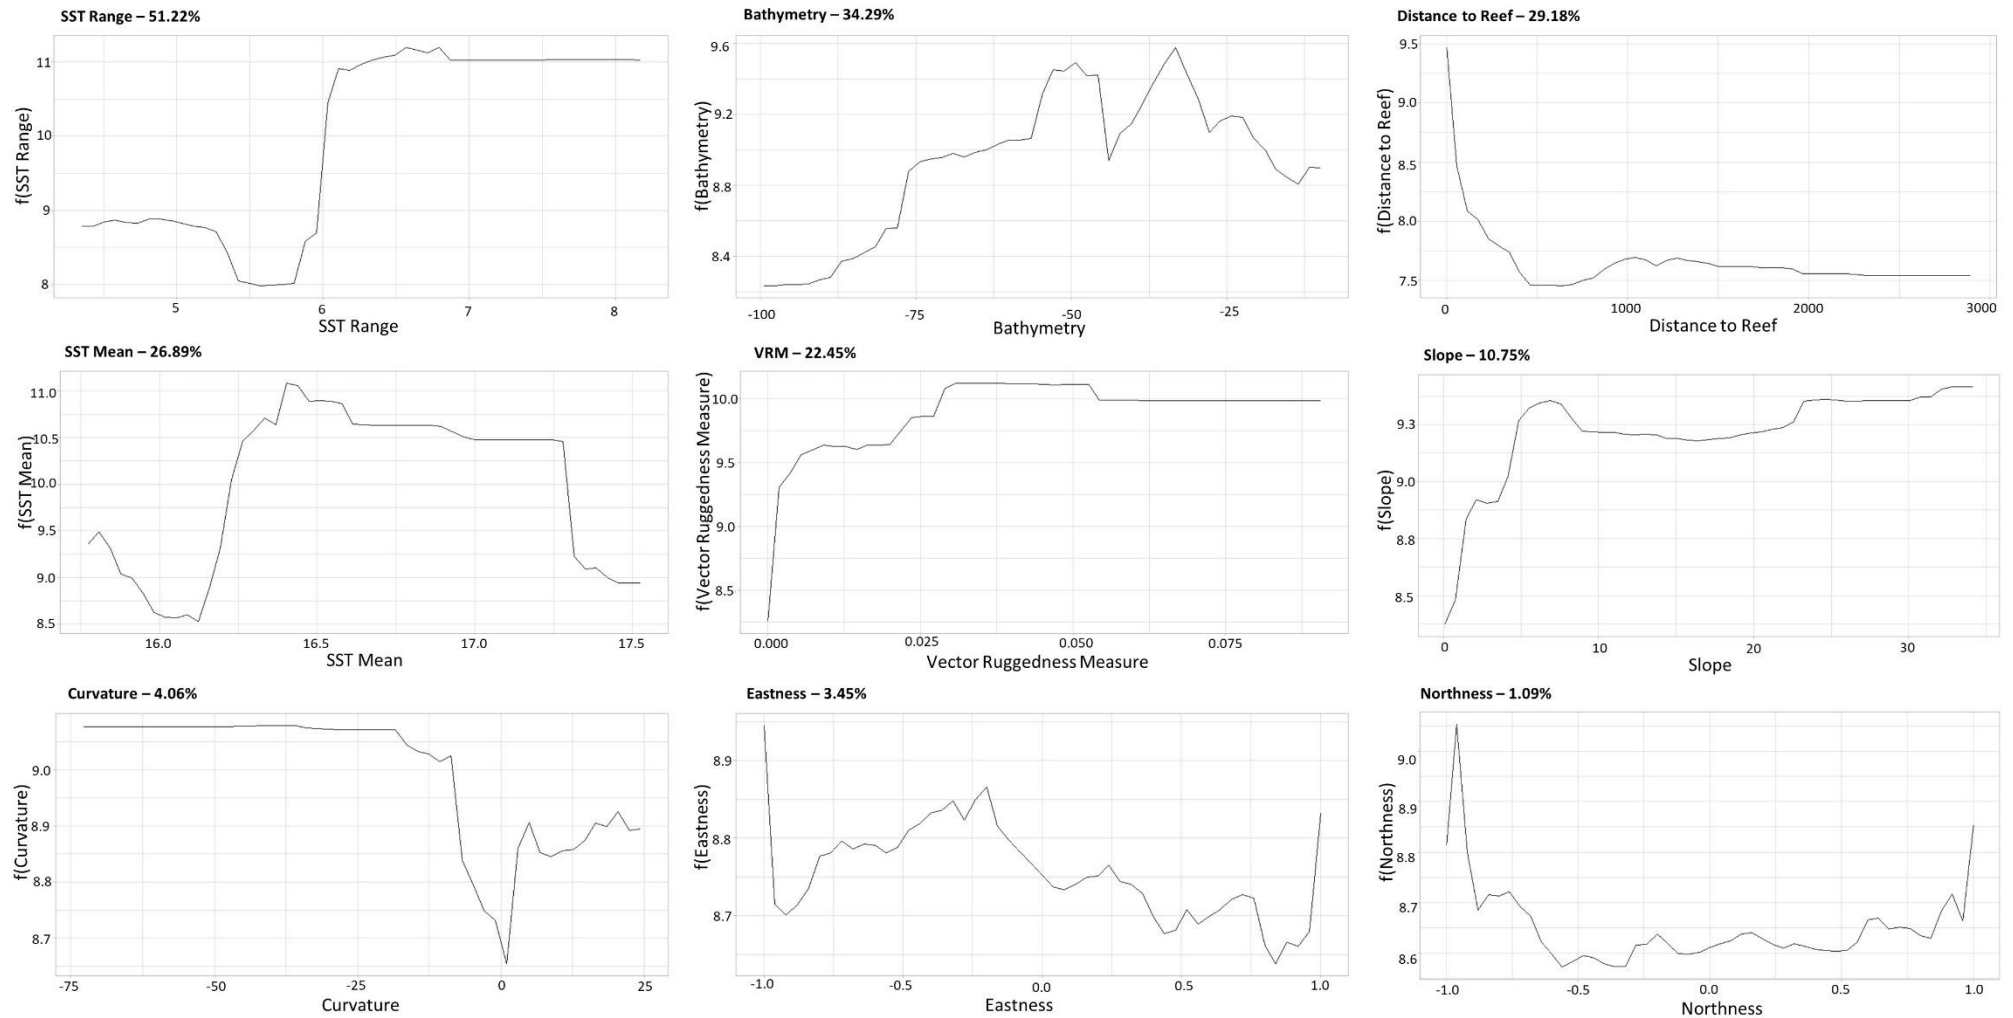 SST Range – 51.22%
f(SST Range)
11
10
9
8
5 6 7 8
SST Range
Bathymetry – 34.29%
f(Bathymetry)
9.6
9.2
8.8
8.4
-100 -75 -50 -25
Bathymetry
Distance to Reef – 29.18%
f(Distance to Reef)
9.5
9.0
8.5
8.0
7.5
0 1000 2000 3000
Distance to Reef
SST Mean – 26.89%
f(SST Mean)
11.0
10.5
10.0
9.5
9.0
8.5
16.0 16.5 17.0 17.5
SST Mean
VRM – 22.45%
f(Vector Ruggedness Measure)
10.0
9.5
9.0
8.5
0.000 0.025 0.050 0.075
Vector Ruggedness Measure
Slope – 10.75%
f(Slope)
9.3
9.0
8.8
8.5
0 10 20 30
Slope
Curvature – 4.06%
f(Curvature)
9.0
8.9
8.8
8.7
-75 -50 -25 0 25
Curvature
Eastness – 3.45%
f(Eastness)
8.9
8.8
8.7
-1.0 -0.5 0.0 0.5 1.0
Eastness
Northness – 1.09%
f(Northness)
9.0
8.9
8.8
8.7
8.6
-1.0 -0.5 0.0 0.5 1.0
Northness